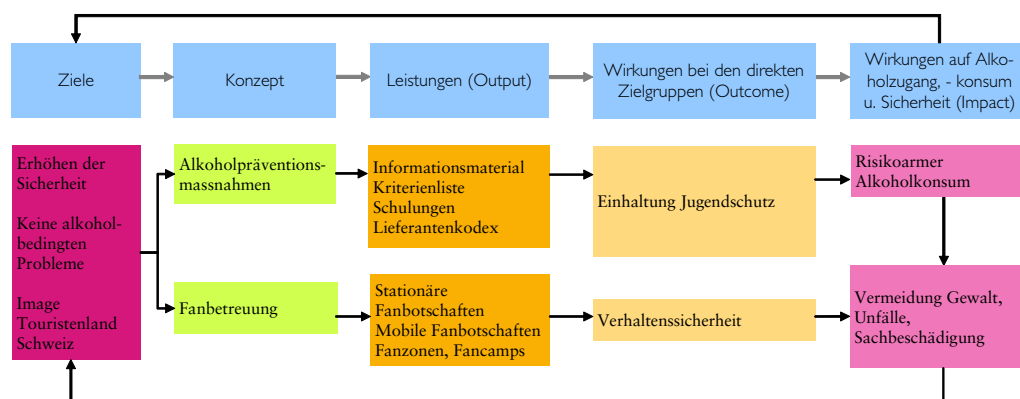 Ziele
Konzept
Leistungen (Output)
Wirkungen bei den direkten
Zielgruppen (Outcome)
Wirkungen auf Alko-
holzugang, - konsum
u. Sicherheit (Impact)
Erhöhen der
Sicherheit
Keine alkohol-
bedingten
Probleme
Image
Touristenland
Schweiz
Alkoholpräventions-
massnahmen
Informationsmaterial
Kriterienliste
Schulungen
Lieferantenkodex
Einhaltung Jugendschutz
Risikoarmer
Alkoholkonsum
Fanbetreuung
Stationäre
Fanbotschaften
Mobile Fanbotschaften
Fanzonen, Fancamps
Verhaltenssicherheit
Vermeidung Gewalt,
Unfälle,
Sachbeschädigung